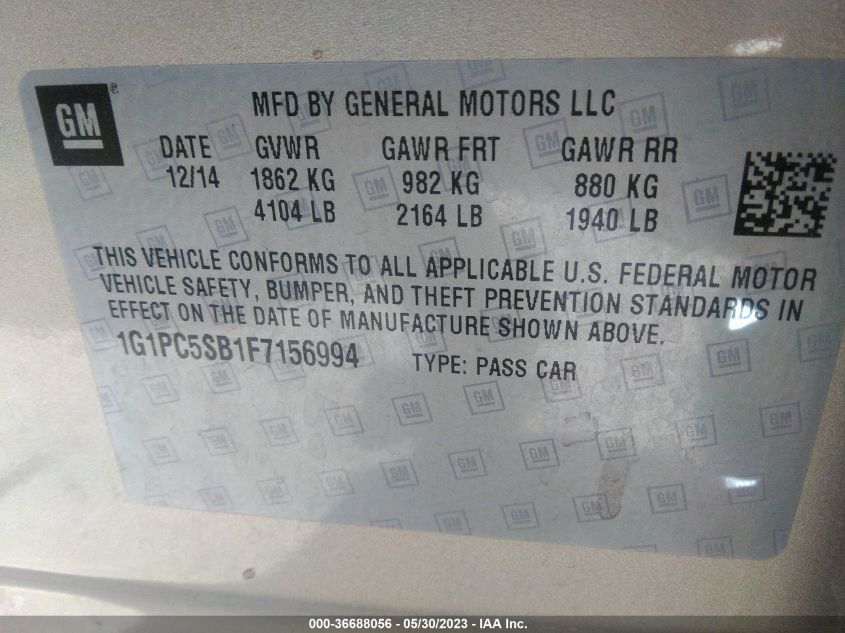 GM
MFD BY GENERAL MOTORS LLC
DATE GVWR GAWR FRT GAWR RR
12/14 1862 KG 982 KG 880 KG
4104 LB 2164 LB 1940 LB
THIS VEHICLE CONFORMS TO ALL APPLICABLE U.S. FEDERAL MOTOR
VEHICLE SAFETY, BUMPER, AND THEFT PREVENTION STANDARDS IN
EFFECT ON THE DATE OF MANUFACTURE SHOWN ABOVE.
1G1PC5SB1F7156994 TYPE: PASS CAR
000-36688056 - 05/30/2023 - IAA Inc.